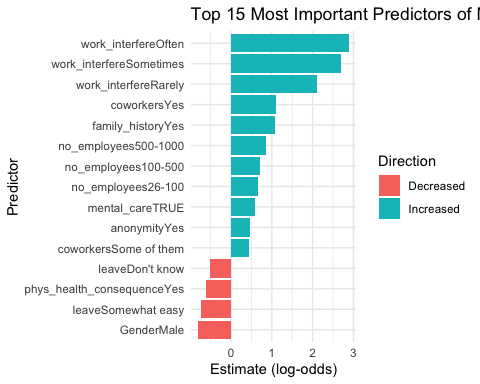 Top 15 Most Important Predictors of
work_interfereOften
work_interfereSometimes
work_interfereRarely
coworkersYes
family_historyYes
no_employees500-1000
no_employees100-500
no_employees26-100
mental_careTRUE
anonymityYes
coworkersSome of them
leaveDon't know
phys_health_consequenceYes
leaveSomewhat easy
GenderMale
Predictor
0 1 2 3
Estimate (log-odds)
Direction
Decreased
Increased